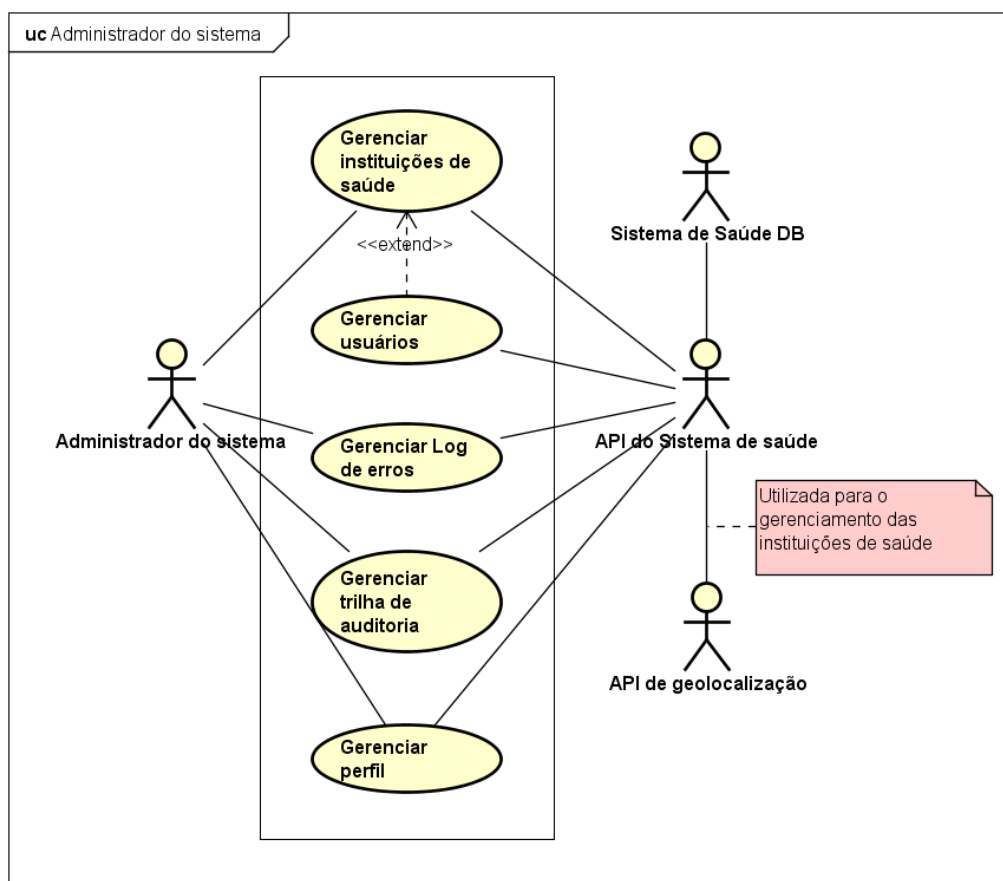 uc Administrador do sistema
Gerenciar
instituições de
saúde
<<extend>>
Sistema de Saúde DB
Gerenciar
usuários
Administrador do sistema
Gerenciar Log
de erros
API do Sistema de saúde
Utilizada para o
gerenciamento das
instituições de saúde
Gerenciar
trilha de
auditoria
API de geolocalização
Gerenciar
perfil